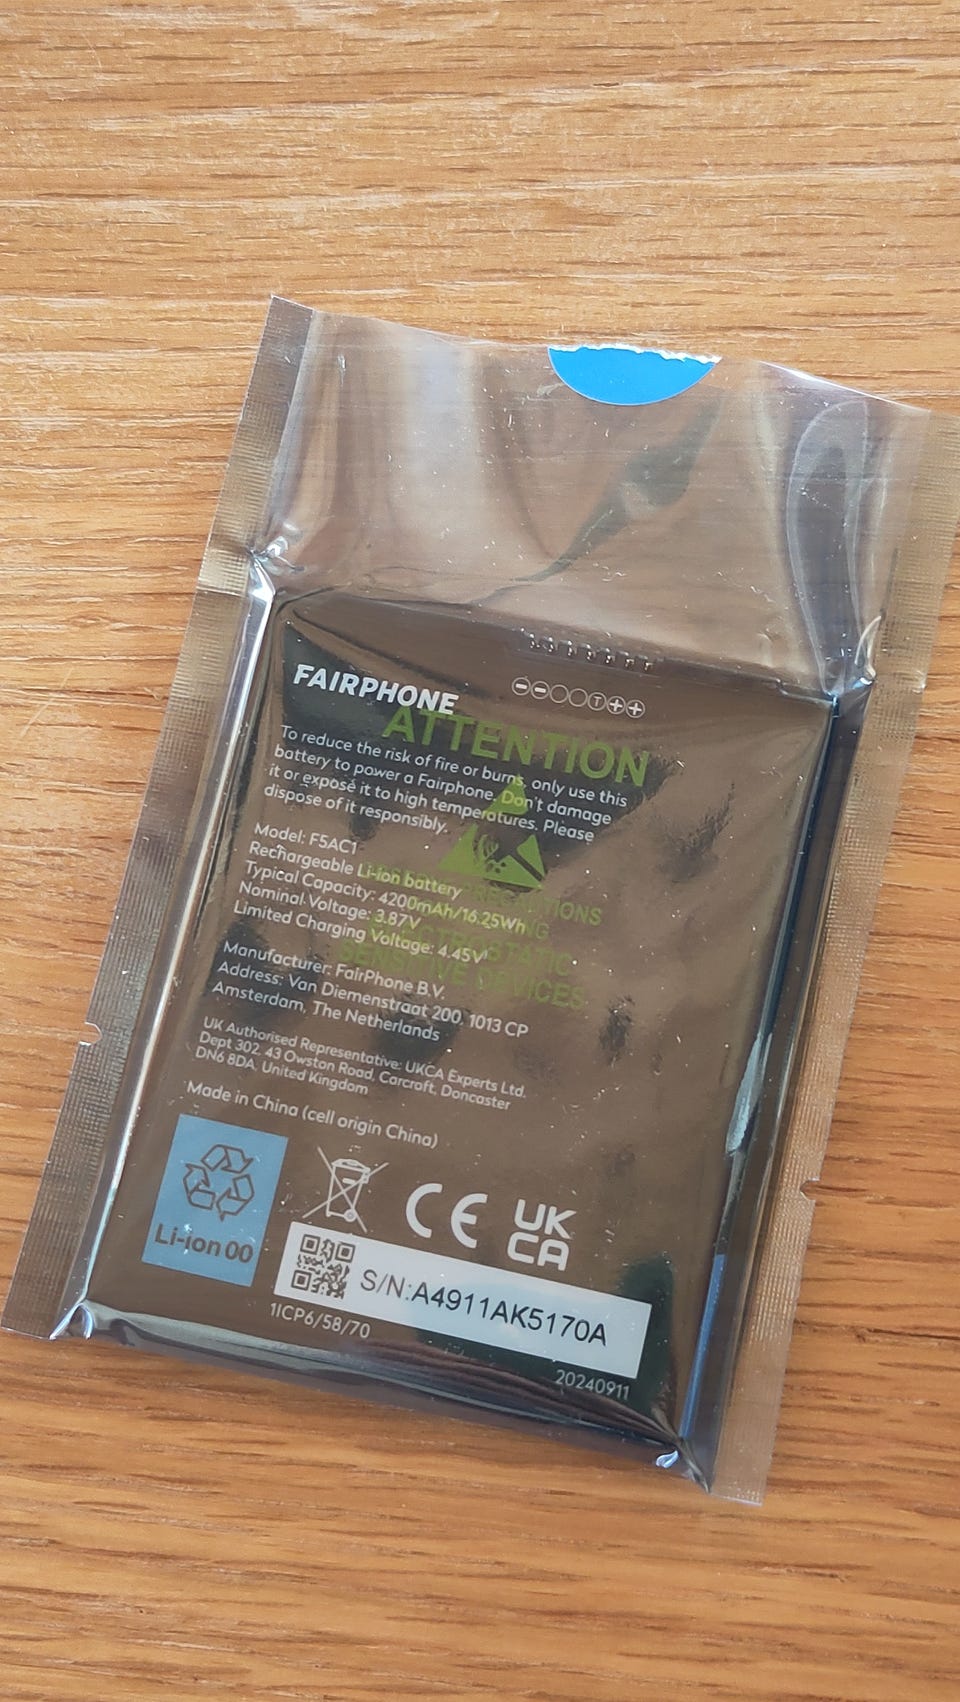 FAIRPHONE
ATTENTION
To reduce the risk of fire or burns, only use this
battery to power a Fairphone. Don't damage
it or expose it to high temperatures. Please
dispose of it responsibly.
Model: F5AC1
Rechargeable Li-ion battery
Typical Capacity: 4200mAh/16.25Wh
Nominal Voltage: 3.87V
Limited Charging Voltage: 4.45V
PRECAUTIONS
SENSITIVE DEVICES
Manufacturer: FairPhone B.V.
Address: Van Diemenstraat 200, 1013 CP
Amsterdam, The Netherlands
UK Authorised Representative: UKCA Experts Ltd.
Dept 302, 43 Owston Road, Carcroft, Doncaster
DN6 8DA, United Kingdom
Made in China (cell origin China)
Li-ion 00
CE
UK
CA
S/N:A4911AK5170A
1ICP6/58/70
20240911